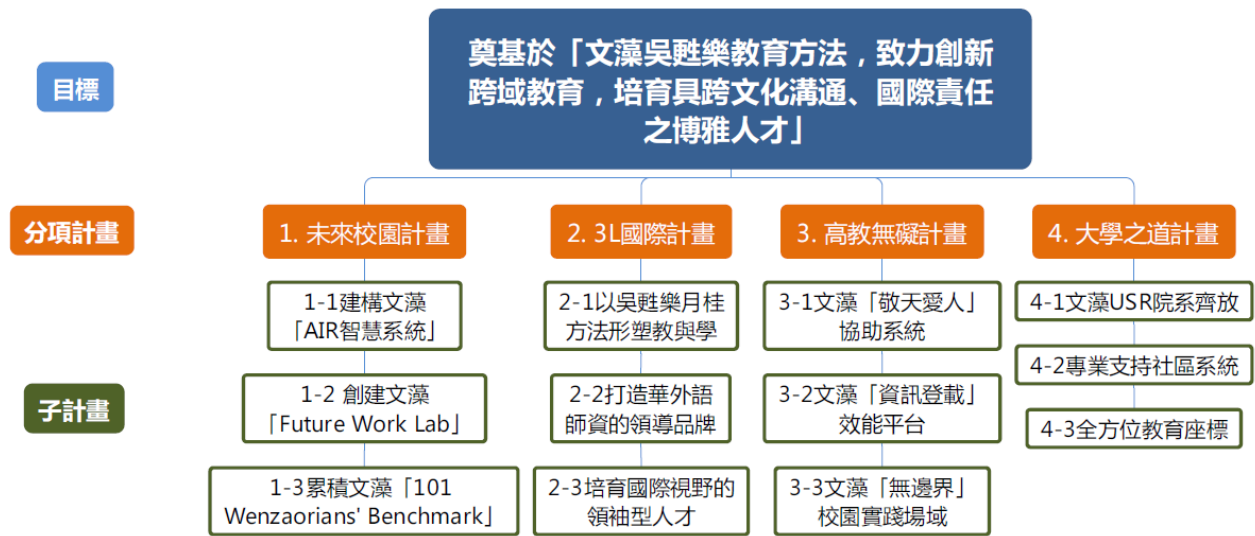 目標
奠基於「文藻吳甦樂教育方法，致力創新
跨域教育，培育具跨文化溝通、國際責任
之博雅人才」
分項計畫
1. 未來校園計畫
2. 3L國際計畫
3. 高教無礙計畫
4. 大學之道計畫
子計畫
1-1建構文藻
「AIR智慧系統」
1-2 創建文藻
「Future Work Lab」
1-3累積文藻「101
Wenzaorians' Benchmark」
2-1以吳甦樂月桂
方法形塑教與學
2-2打造華外語
師資的領導品牌
2-3培育國際視野的
領袖型人才
3-1文藻「敬天愛人」
協助系統
3-2文藻「資訊登載」
效能平台
3-3文藻「無邊界」
校園實踐場域
4-1文藻USR院系齊放
4-2專業支持社區系統
4-3全方位教育座標